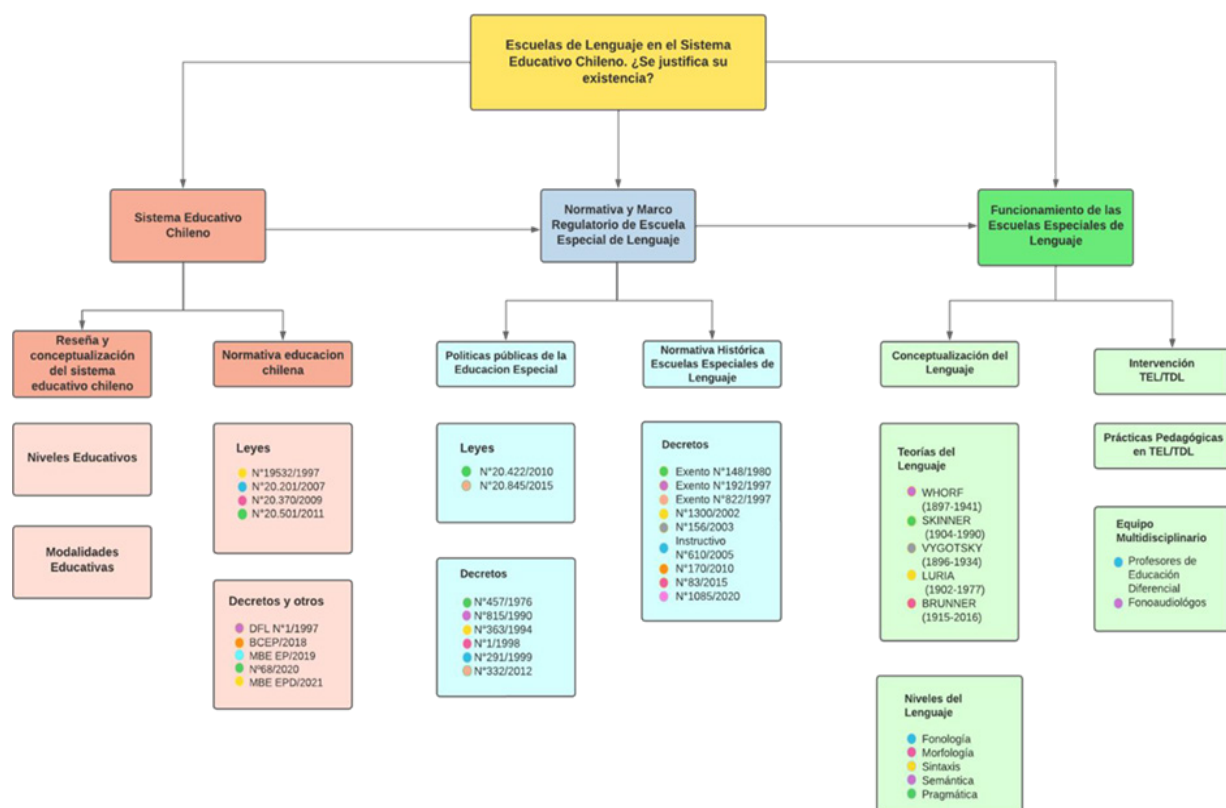 Escuelas de Lenguaje en el Sistema
Educativo Chileno. ¿Se justifica su
existencia?
Sistema Educativo
Chileno
Normativa y Marco
Regulatorio de Escuela
Especial de Lenguaje
Funcionamiento de las
Escuelas Especiales de
Lenguaje
Reseña y
conceptualización
del sistema
educativo chileno
Niveles Educativos
Modalidades
Educativas
Normativa educacion
chilena
Leyes
N°19532/1997
N°20.201/2007
N°20.370/2009
N°20.501/2011
Decretos y otros
DFL N°1/1997
BCEP/2018
MBE EP/2019
Nº68/2020
MBE EPD/2021
Politicas públicas de la
Educacion Especial
Leyes
N°20.422/2010
N°20.845/2015
Decretos
N°457/1976
N°815/1990
N°363/1994
N°1/1998
N°291/1999
N°332/2012
Normativa Histórica
Escuelas Especiales de
Lenguaje
Decretos
Exento N°148/1980
Exento N°192/1997
Exento N°822/1997
N°1300/2002
N°156/2003
Instructivo
N°610/2005
N°170/2010
N°83/2015
N°1085/2020
Conceptualización del
Lenguaje
Teorías del
Lenguaje
WHORF
(1897-1941)
SKINNER
(1904-1990)
VYGOTSKY
(1896-1934)
LURIA
(1902-1977)
BRUNNER
(1915-2016)
Niveles del
Lenguaje
Fonología
Morfología
Sintaxis
Semántica
Pragmática
Intervención
TEL/TDL
Prácticas Pedagógicas
en TEL/TDL
Equipo
Multidisciplinario
Profesores de
Educación
Diferencial
Fonoaudiológos